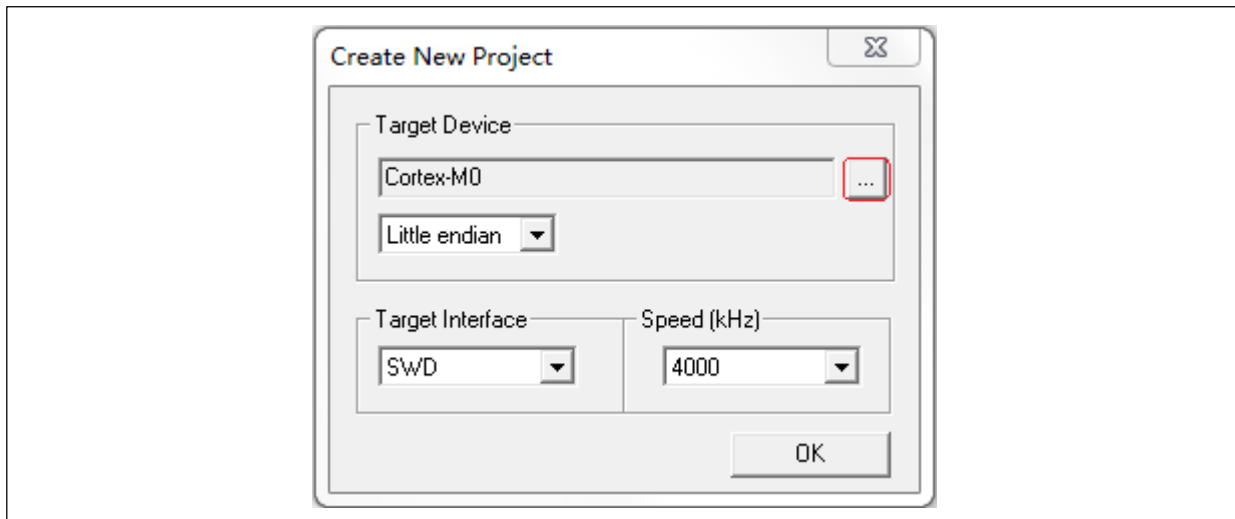 Create New Project
Target Device
Cortex-M0
...
Little endian
Target Interface
Speed (kHz)
SWD
4000
OK